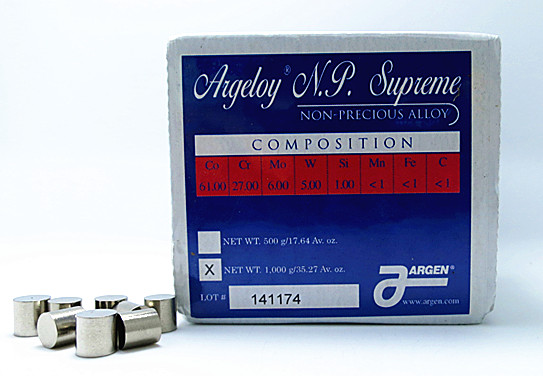 Argeloy® N.P. Supreme
NON-PRECIOUS ALLOY
COMPOSITION
Co Cr Mo W Si Mn Fe C
61.00 27.00 6.00 5.00 1.00 <1 <1 <1
NET WT. 500 g/17.64 Av. oz.
X NET WT. 1,000 g/35.27 Av. oz.
LOT # 141174
ARGEN®
www.argen.com